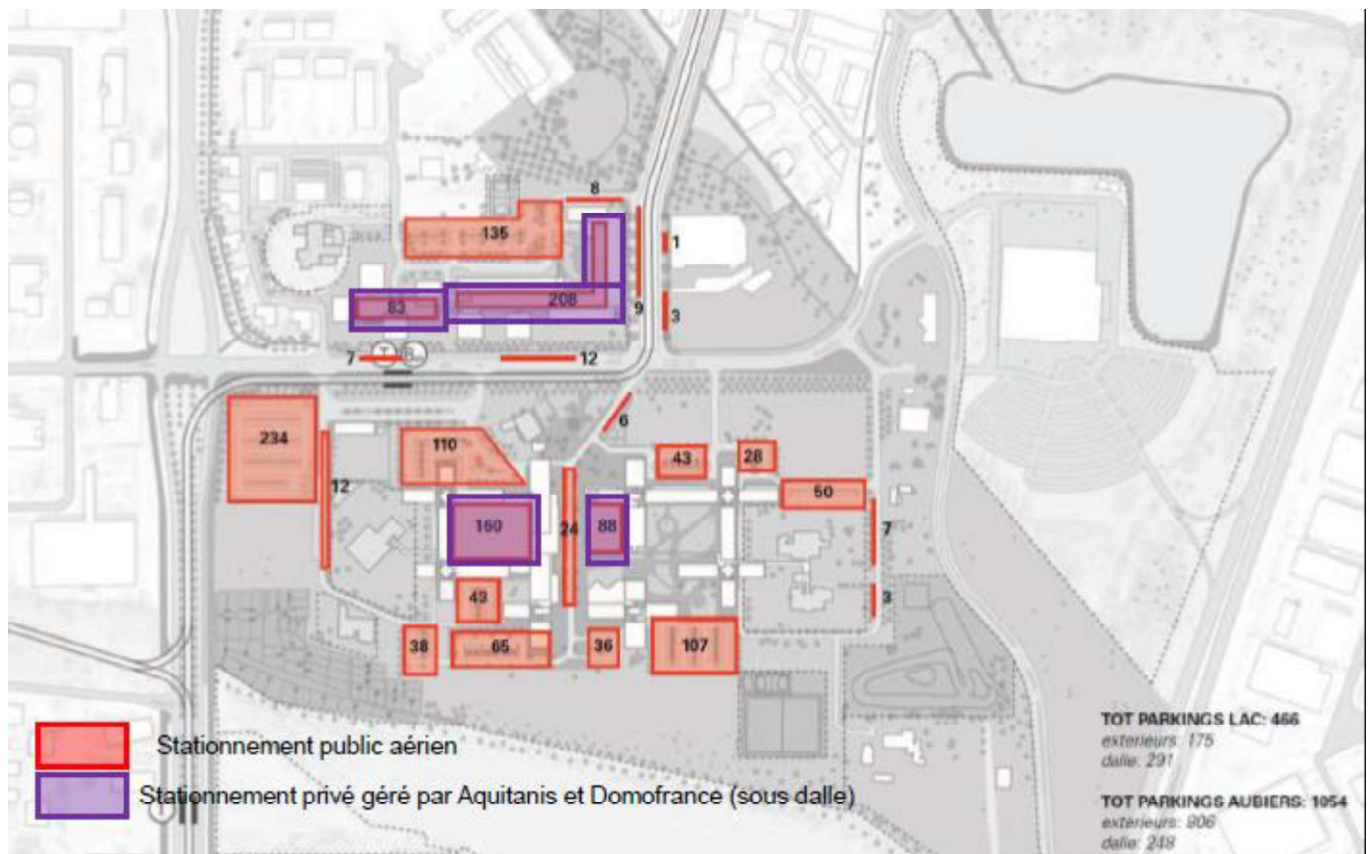 8
135
1
208
83
9
3
7
T
B
12
6
234
110
43
28
12
50
160
24
88
7
43
3
38
65
36
107
TOT PARKINGS LAC: 466
exterieurs: 175
dalle: 291
Stationnement public aérien
Stationnement privé géré par Aquitanis et Domofrance (sous dalle)
TOT PARKINGS AUBIERS: 1054
exterieurs: 806
dalle: 248
T